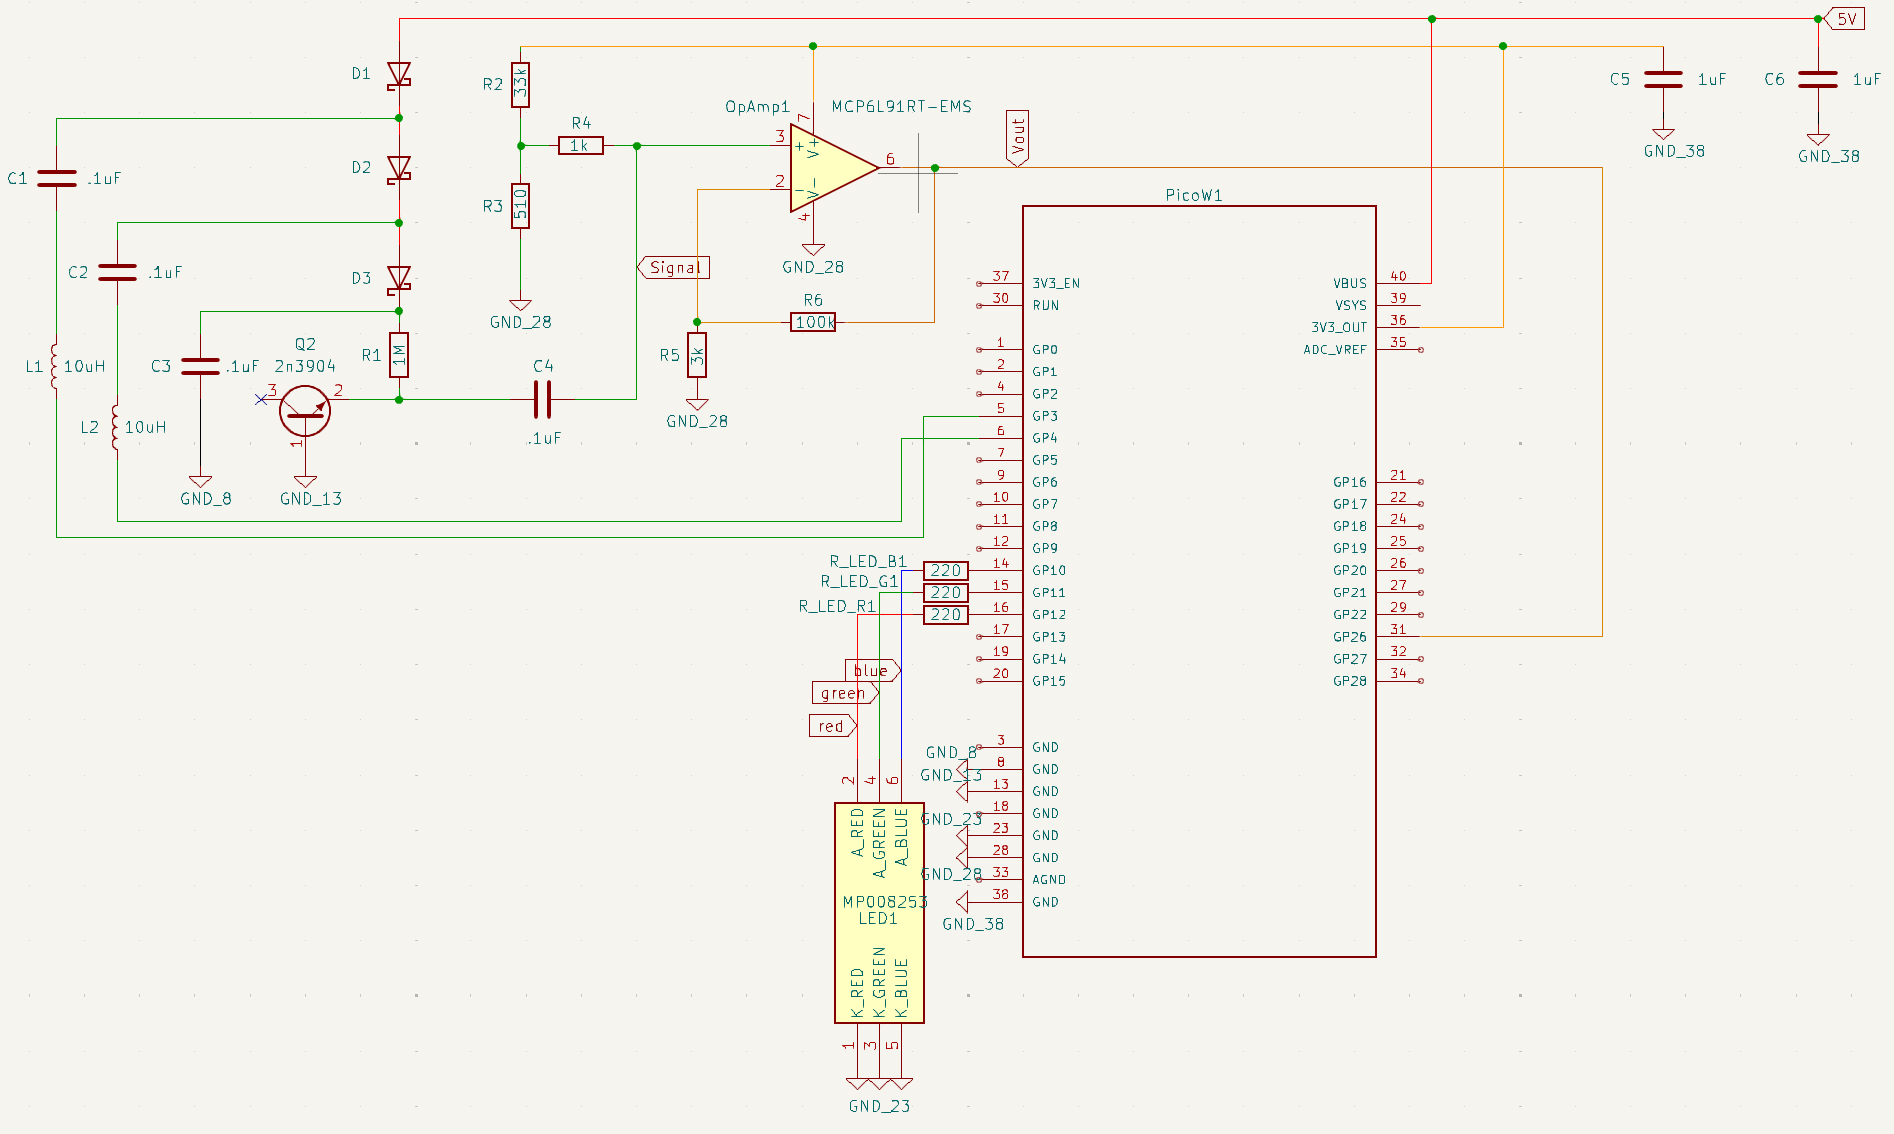 5V
D1
R2
33k
OpAmp1
MCP6L91RT-EMS
Vout
C5
1uF
C6
1uF
7
R4
1k
3
+
V+
6
GND_38
GND_38
D2
C1
.1uF
2
-
V-
4
PicoW1
R3
510
C2
.1uF
D3
Signal
GND_28
GND_28
R6
100k
37
3V3_EN
VBUS
40
30
RUN
VSYS
39
3V3_OUT
36
1
GP0
ADC_VREF
35
Q2
2n3904
R1
1M
R5
3k
L1
10uH
C3
.1uF
C4
2
GP1
3
2
4
GP2
5
GP3
GND_28
L2
10uH
1
.1uF
6
GP4
7
GP5
9
GP6
GP16
21
GND_8
GND_13
10
GP7
GP17
22
11
GP8
GP18
24
12
GP9
GP19
25
R_LED_B1
220
14
GP10
GP20
26
R_LED_G1
220
15
GP11
GP21
27
R_LED_R1
220
16
GP12
GP22
29
17
GP13
GP26
31
19
GP14
GP27
32
20
GP15
GP28
34
blue
green
red
3
GND
GND_8
8
GND
GND_13
13
GND
18
GND
GND_23
23
GND
28
GND
GND_28
33
AGND
38
GND
GND_38
2
4
6
A_RED
A_GREEN
A_BLUE
MP008253
LED1
K_RED
K_GREEN
K_BLUE
1
3
5
GND_23